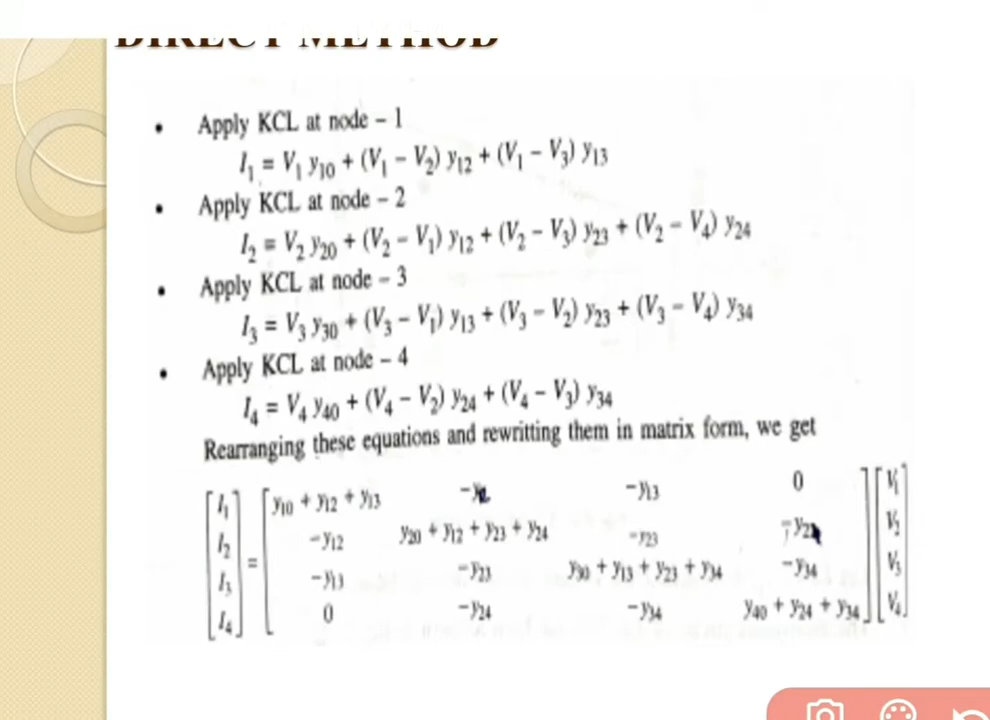 DIRECT METHOD
• Apply KCL at node – 1
I₁ = V₁ y₁₀ + (V₁ – V₂) y₁₂ + (V₁ – V₃) y₁₃
• Apply KCL at node – 2
I₂ = V₂ y₂₀ + (V₂ – V₁) y₁₂ + (V₂ – V₃) y₂₃ + (V₂ – V₄) y₂₄
• Apply KCL at node – 3
I₃ = V₃ y₃₀ + (V₃ – V₁) y₁₃ + (V₃ – V₂) y₂₃ + (V₃ – V₄) y₃₄
• Apply KCL at node – 4
I₄ = V₄ y₄₀ + (V₄ – V₂) y₂₄ + (V₄ – V₃) y₃₄
Rearranging these equations and rewritting them in matrix form, we get
I₁ y₁₀ + y₁₂ + y₁₃ –y₁₂ –y₁₃ 0 V₁
I₂ –y₁₂ y₂₀ + y₁₂ + y₂₃ + y₂₄ –y₂₃ –y₂₄ V₂
=
I₃ –y₁₃ –y₂₃ y₃₀ + y₁₃ + y₂₃ + y₃₄ –y₃₄ V₃
I₄ 0 –y₂₄ –y₃₄ y₄₀ + y₂₄ + y₃₄ V₄